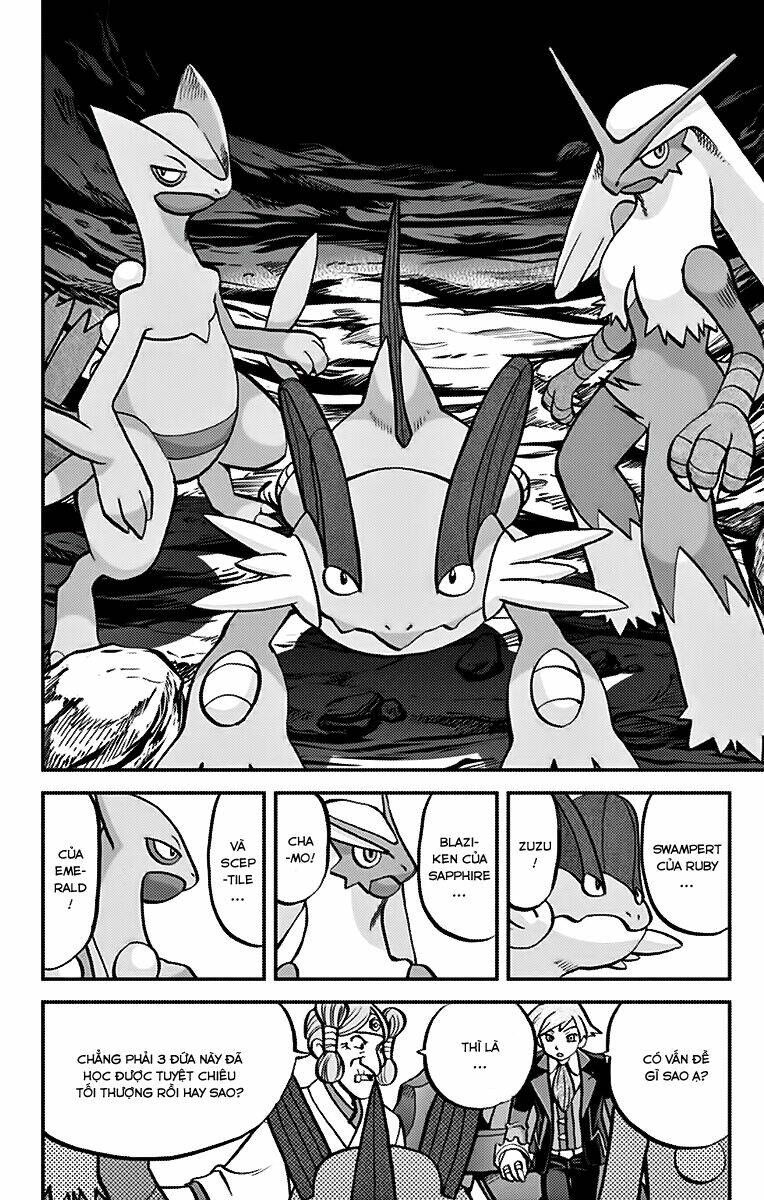 SWAMPERT
CỦA RUBY
...
ZUZU
!
BLAZI-
KEN CỦA
SAPPHIRE
...
CHA
-MO!
VÀ
SCEP
-TILE
...
CỦA
EME-
RALD
!
CÓ VẤN ĐỀ
GÌ SAO Ạ?
THÌ LÀ
...
CHẲNG PHẢI 3 ĐỨA NÀY ĐÃ
HỌC ĐƯỢC TUYỆT CHIÊU
TỐI THƯỢNG RỒI HAY SAO?